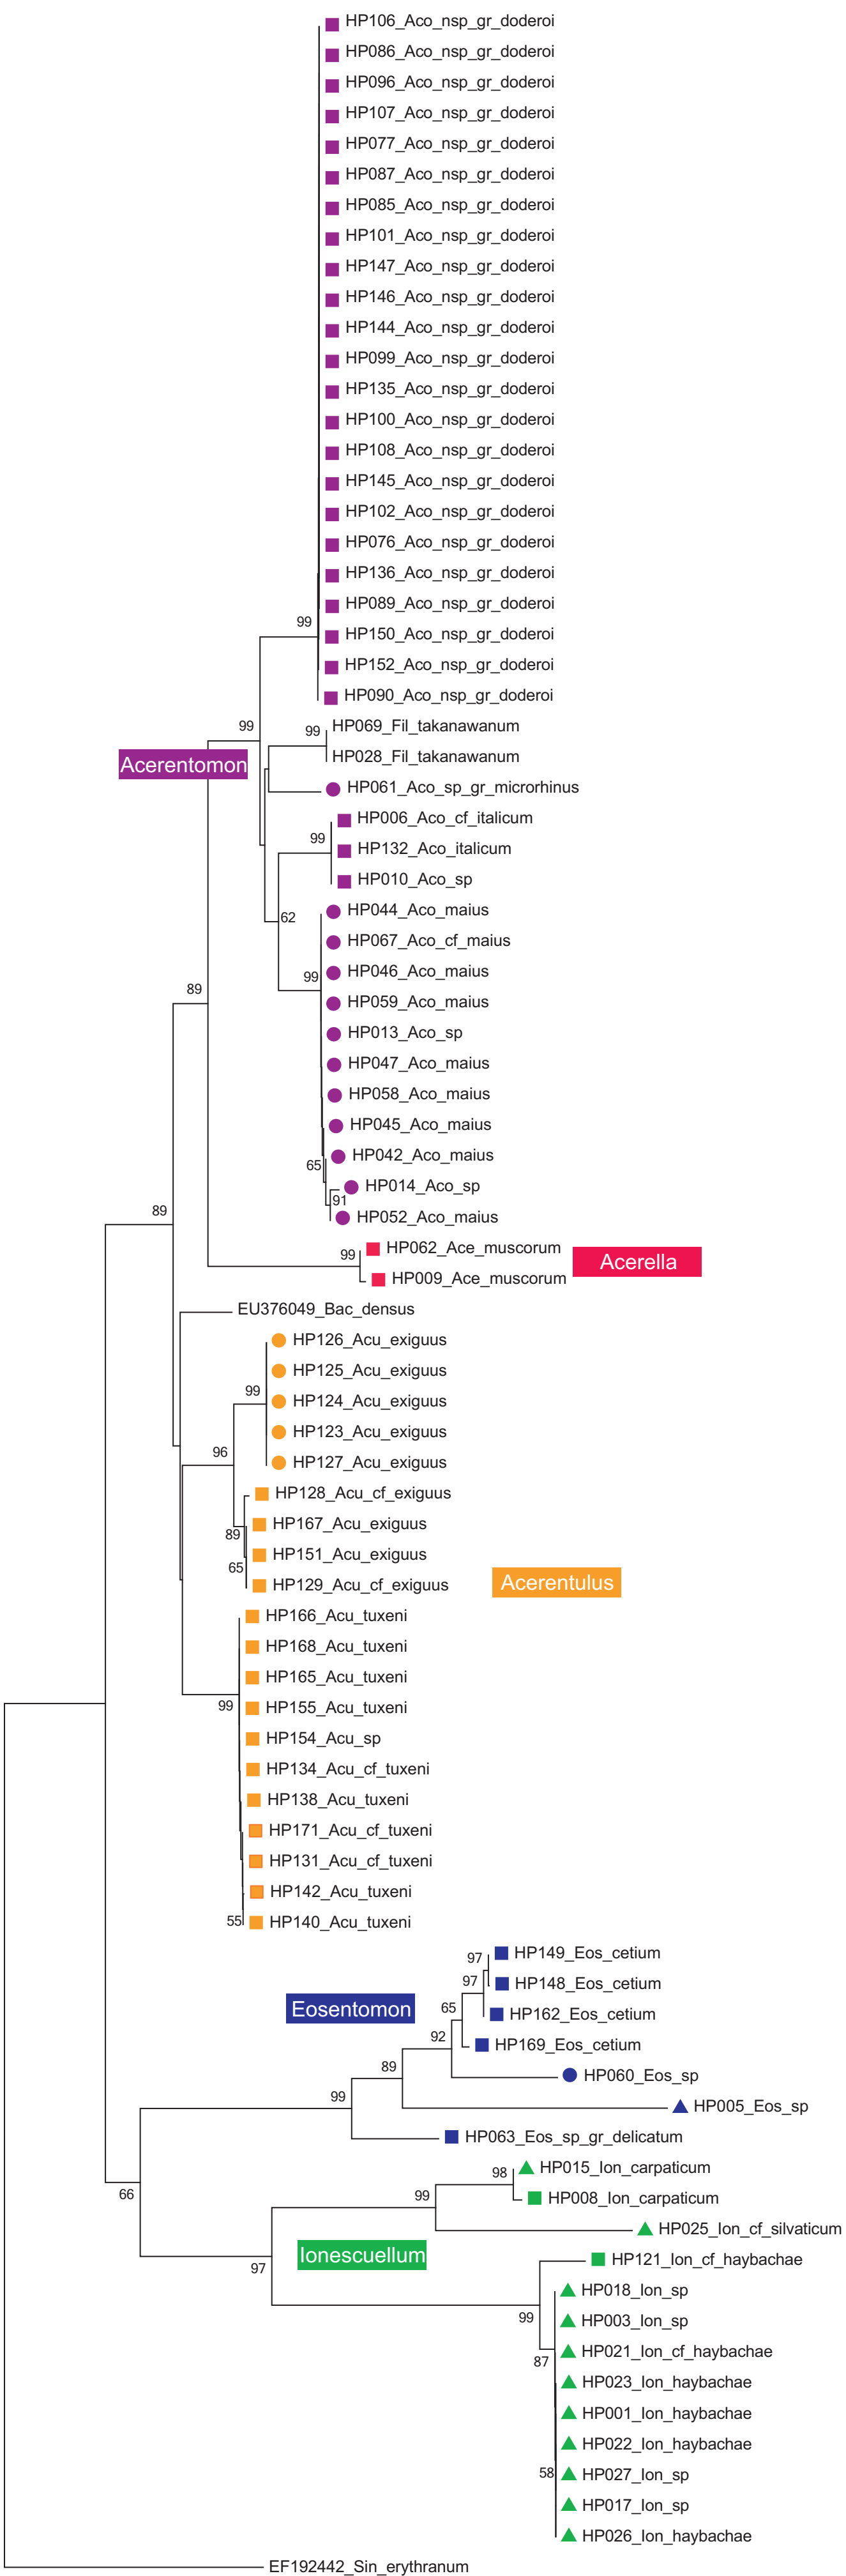 HP106_Aco_nsp_gr_doderoi
HP086_Aco_nsp_gr_doderoi
HP096_Aco_nsp_gr_doderoi
HP107_Aco_nsp_gr_doderoi
HP077_Aco_nsp_gr_doderoi
HP087_Aco_nsp_gr_doderoi
HP085_Aco_nsp_gr_doderoi
HP101_Aco_nsp_gr_doderoi
HP147_Aco_nsp_gr_doderoi
HP146_Aco_nsp_gr_doderoi
HP144_Aco_nsp_gr_doderoi
HP099_Aco_nsp_gr_doderoi
HP135_Aco_nsp_gr_doderoi
HP100_Aco_nsp_gr_doderoi
HP108_Aco_nsp_gr_doderoi
HP145_Aco_nsp_gr_doderoi
HP102_Aco_nsp_gr_doderoi
HP076_Aco_nsp_gr_doderoi
HP136_Aco_nsp_gr_doderoi
HP089_Aco_nsp_gr_doderoi
99
HP150_Aco_nsp_gr_doderoi
HP152_Aco_nsp_gr_doderoi
HP090_Aco_nsp_gr_doderoi
99
99
HP069_Fil_takanawanum
HP028_Fil_takanawanum
Acerentomon
HP061_Aco_sp_gr_microrhinus
HP006_Aco_cf_italicum
99
HP132_Aco_italicum
HP010_Aco_sp
HP044_Aco_maius
62
HP067_Aco_cf_maius
99
HP046_Aco_maius
89
HP059_Aco_maius
HP013_Aco_sp
HP047_Aco_maius
HP058_Aco_maius
HP045_Aco_maius
HP042_Aco_maius
65
HP014_Aco_sp
91
89
HP052_Aco_maius
99
HP062_Ace_muscorum
Acerella
HP009_Ace_muscorum
EU376049_Bac_densus
HP126_Acu_exiguus
HP125_Acu_exiguus
99
HP124_Acu_exiguus
HP123_Acu_exiguus
96
HP127_Acu_exiguus
HP128_Acu_cf_exiguus
HP167_Acu_exiguus
89
HP151_Acu_exiguus
65
HP129_Acu_cf_exiguus
Acerentulus
HP166_Acu_tuxeni
HP168_Acu_tuxeni
HP165_Acu_tuxeni
99
HP155_Acu_tuxeni
HP154_Acu_sp
HP134_Acu_cf_tuxeni
HP138_Acu_tuxeni
HP171_Acu_cf_tuxeni
HP131_Acu_cf_tuxeni
HP142_Acu_tuxeni
55
HP140_Acu_tuxeni
97
HP149_Eos_cetium
97
HP148_Eos_cetium
Eosentomon
65
HP162_Eos_cetium
92
HP169_Eos_cetium
89
HP060_Eos_sp
99
HP005_Eos_sp
HP063_Eos_sp_gr_delicatum
98
HP015_Ion_carpaticum
66
99
HP008_Ion_carpaticum
HP025_Ion_cf_silvaticum
Ionescuellum
97
HP121_Ion_cf_haybachae
HP018_Ion_sp
99
HP003_Ion_sp
87
HP021_Ion_cf_haybachae
HP023_Ion_haybachae
HP001_Ion_haybachae
HP022_Ion_haybachae
58
HP027_Ion_sp
HP017_Ion_sp
HP026_Ion_haybachae
EF192442_Sin_erythranum